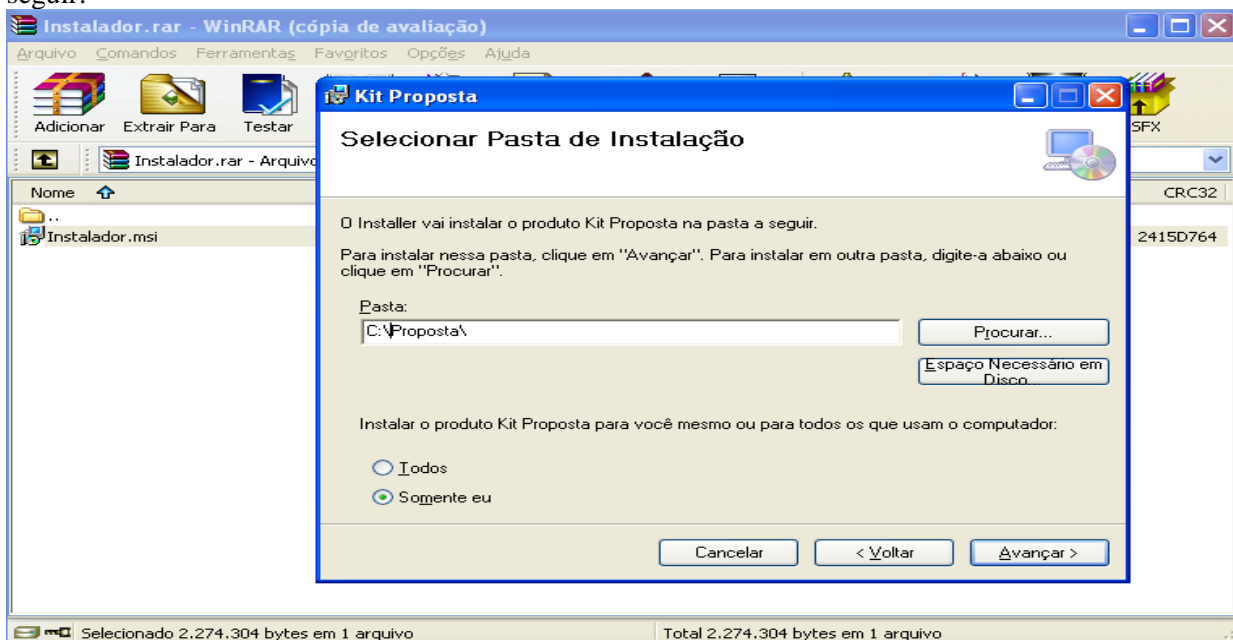 seguir:
Instalador.rar - WinRAR (cópia de avaliação)
Arquivo Comandos Ferramentas Favoritos Opções Ajuda
Adicionar Extrair Para Testar SFX
Instalador.rar - Arquivo
Nome CRC32
..
Instalador.msi 2415D764
Kit Proposta
Selecionar Pasta de Instalação
O Installer vai instalar o produto Kit Proposta na pasta a seguir.
Para instalar nessa pasta, clique em "Avançar". Para instalar em outra pasta, digite-a abaixo ou
clique em "Procurar".
Pasta:
C:\Proposta\
Procurar...
Espaço Necessário em
Disco...
Instalar o produto Kit Proposta para você mesmo ou para todos os que usam o computador:
Todos
Somente eu
Cancelar < Voltar Avançar >
Selecionado 2.274.304 bytes em 1 arquivo Total 2.274.304 bytes em 1 arquivo